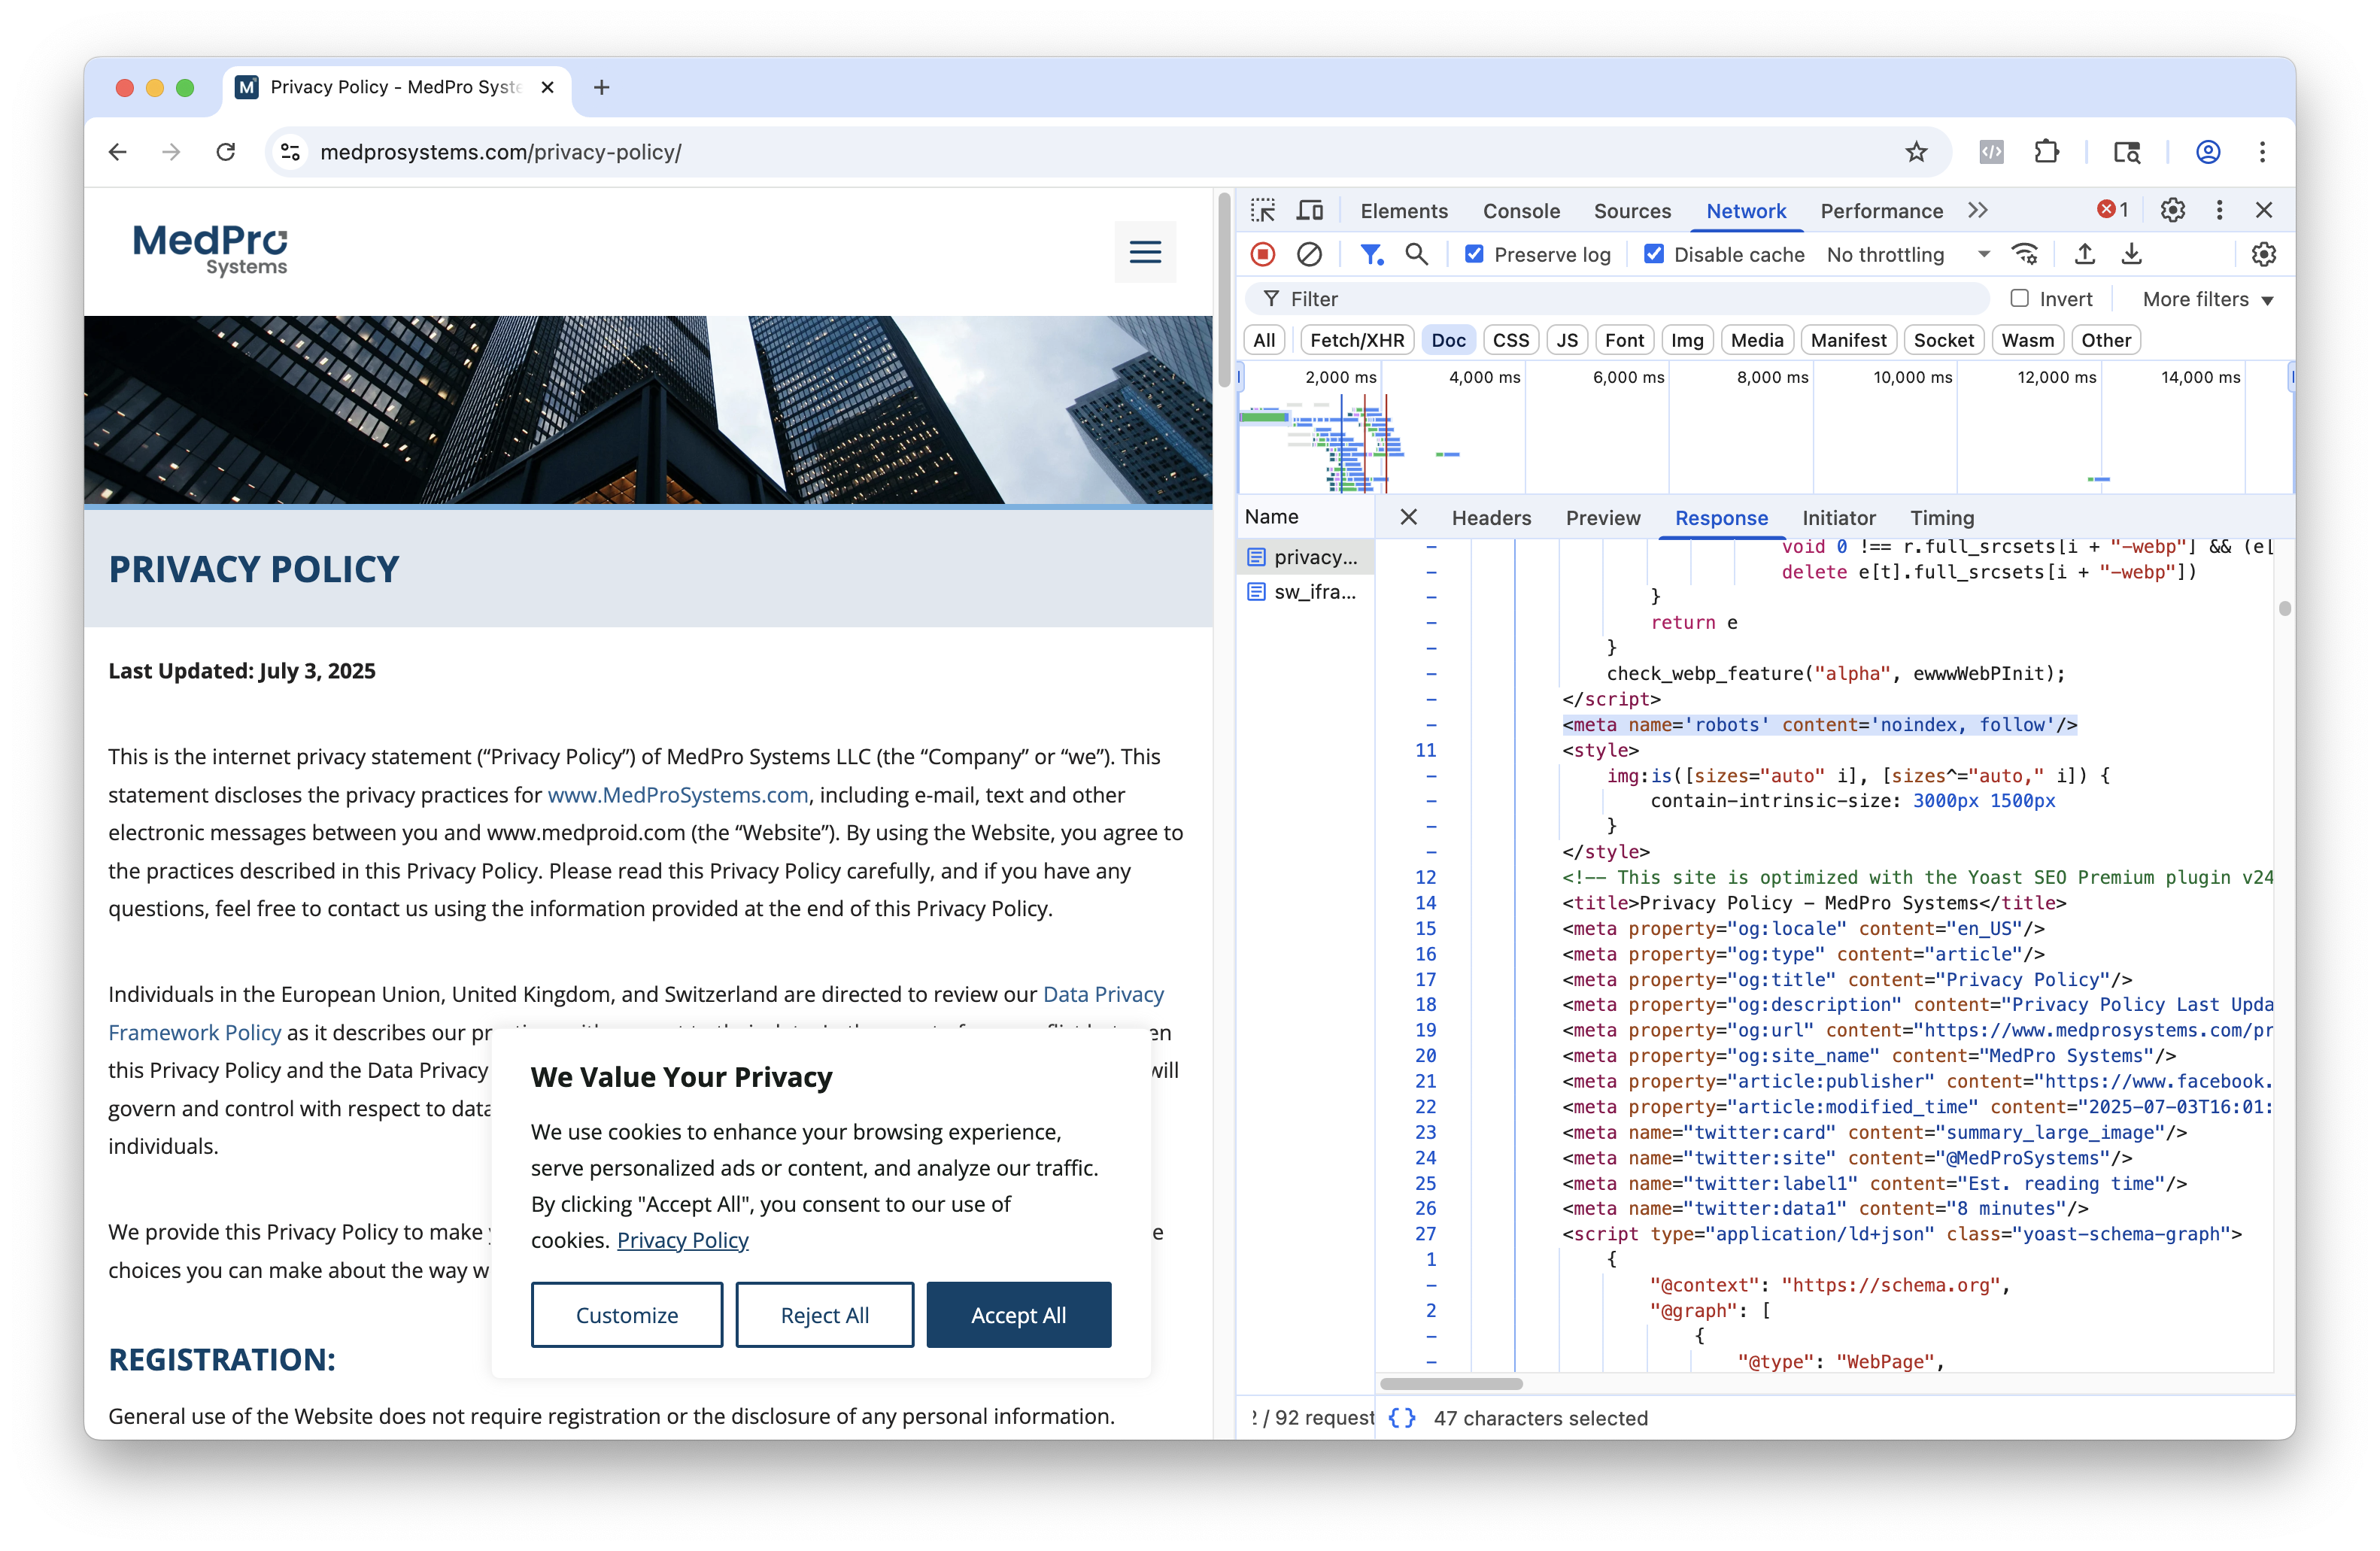 Privacy Policy - MedPro Syste
medprosystems.com/privacy-policy/
MedPro
Systems
PRIVACY POLICY
Last Updated: July 3, 2025
This is the internet privacy statement (“Privacy Policy”) of MedPro Systems LLC (the “Company” or “we”). This
statement discloses the privacy practices for www.MedProSystems.com, including e-mail, text and other
electronic messages between you and www.medproid.com (the “Website”). By using the Website, you agree to
the practices described in this Privacy Policy. Please read this Privacy Policy carefully, and if you have any
questions, feel free to contact us using the information provided at the end of this Privacy Policy.
Individuals in the European Union, United Kingdom, and Switzerland are directed to review our Data Privacy
Framework Policy as it describes our
this Privacy Policy and the Data Privacy will
govern and control with respect to data
individuals.
We provide this Privacy Policy to make
choices you can make about the way
REGISTRATION:
General use of the Website does not require registration or the disclosure of any personal information.
We Value Your Privacy
We use cookies to enhance your browsing experience,
serve personalized ads or content, and analyze our traffic.
By clicking "Accept All", you consent to our use of
cookies. Privacy Policy
Customize Reject All Accept All
Elements Console Sources Network Performance 1
Preserve log Disable cache No throttling
Filter Invert More filters
All Fetch/XHR Doc CSS JS Font Img Media Manifest Socket Wasm Other
2,000 ms 4,000 ms 6,000 ms 8,000 ms 10,000 ms 12,000 ms 14,000 ms
Name Headers Preview Response Initiator Timing
privacy...
sw_ifra...
void 0 !== r.full_srcsets[i + "-webp"] && (e[
delete e[t].full_srcsets[i + "-webp"])
}
return e
}
check_webp_feature("alpha", ewwwWebPInit);
</script>
<meta name='robots' content='noindex, follow'/>
11 <style>
img:is([sizes="auto" i], [sizes^="auto," i]) {
contain-intrinsic-size: 3000px 1500px
}
</style>
12 <!-- This site is optimized with the Yoast SEO Premium plugin v24
14 <title>Privacy Policy - MedPro Systems</title>
15 <meta property="og:locale" content="en_US"/>
16 <meta property="og:type" content="article"/>
17 <meta property="og:title" content="Privacy Policy"/>
18 <meta property="og:description" content="Privacy Policy Last Upda
19 <meta property="og:url" content="https://www.medprosystems.com/pr
20 <meta property="og:site_name" content="MedPro Systems"/>
21 <meta property="article:publisher" content="https://www.facebook.
22 <meta property="article:modified_time" content="2025-07-03T16:01:
23 <meta name="twitter:card" content="summary_large_image"/>
24 <meta name="twitter:site" content="@MedProSystems"/>
25 <meta name="twitter:label1" content="Est. reading time"/>
26 <meta name="twitter:data1" content="8 minutes"/>
27 <script type="application/ld+json" class="yoast-schema-graph">
1 {
"@context": "https://schema.org",
2 "@graph": [
{
"@type": "WebPage",
/ 92 request 47 characters selected